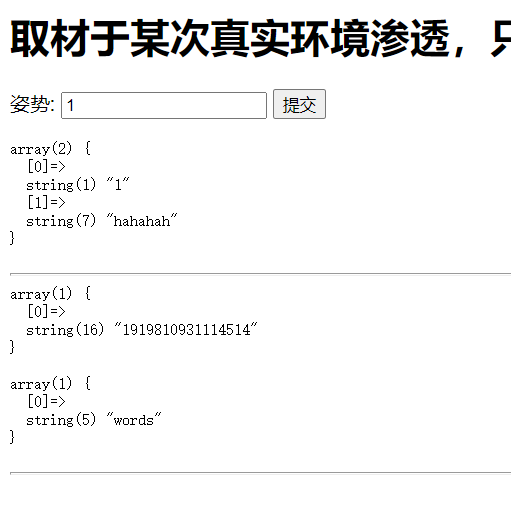 取材于某次真实环境渗透，只
姿势: 1 提交
array(2) {
[0]=>
string(1) "1"
[1]=>
string(7) "hahahah"
}
array(1) {
[0]=>
string(16) "1919810931114514"
}
array(1) {
[0]=>
string(5) "words"
}